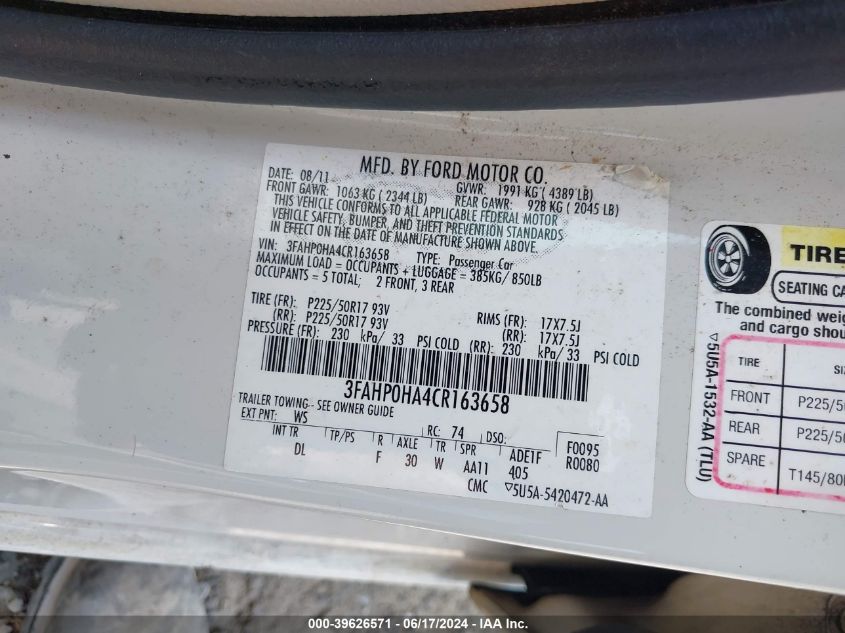 MFD. BY FORD MOTOR CO.
DATE: 08/11 GVWR: 1991 KG ( 4389 LB)
FRONT GAWR: 1063 KG ( 2344 LB) REAR GAWR: 928 KG ( 2045 LB)
THIS VEHICLE CONFORMS TO ALL APPLICABLE FEDERAL MOTOR
VEHICLE SAFETY, BUMPER, AND THEFT PREVENTION STANDARDS
IN EFFECT ON THE DATE OF MANUFACTURE SHOWN ABOVE.
VIN: 3FAHP0HA4CR163658 TYPE: Passenger Car
MAXIMUM LOAD = OCCUPANTS + LUGGAGE = 385KG/ 850LB
OCCUPANTS = 5 TOTAL; 2 FRONT, 3 REAR
TIRE (FR): P225/50R17 93V RIMS (FR): 17X7.5J
(RR): P225/50R17 93V (RR): 17X7.5J
PRESSURE (FR): 230 kPa/ 33 PSI COLD (RR): 230 kPa/ 33 PSI COLD
3FAHP0HA4CR163658
TRAILER TOWING - SEE OWNER GUIDE
EXT PNT: WS RC: 74 DSO: F0095
INT TR TP/PS R AXLE TR SPR ADE1F R0080
DL F 30 W AA11 405
CMC ▽5U5A-5420472-AA
TIRE
SEATING CA
The combined weig
and cargo shou
TIRE SI
FRONT P225/50
REAR P225/50
SPARE T145/80
▽5U5A-1532-AA (TLU)
000-39626571 - 06/17/2024 - IAA Inc.